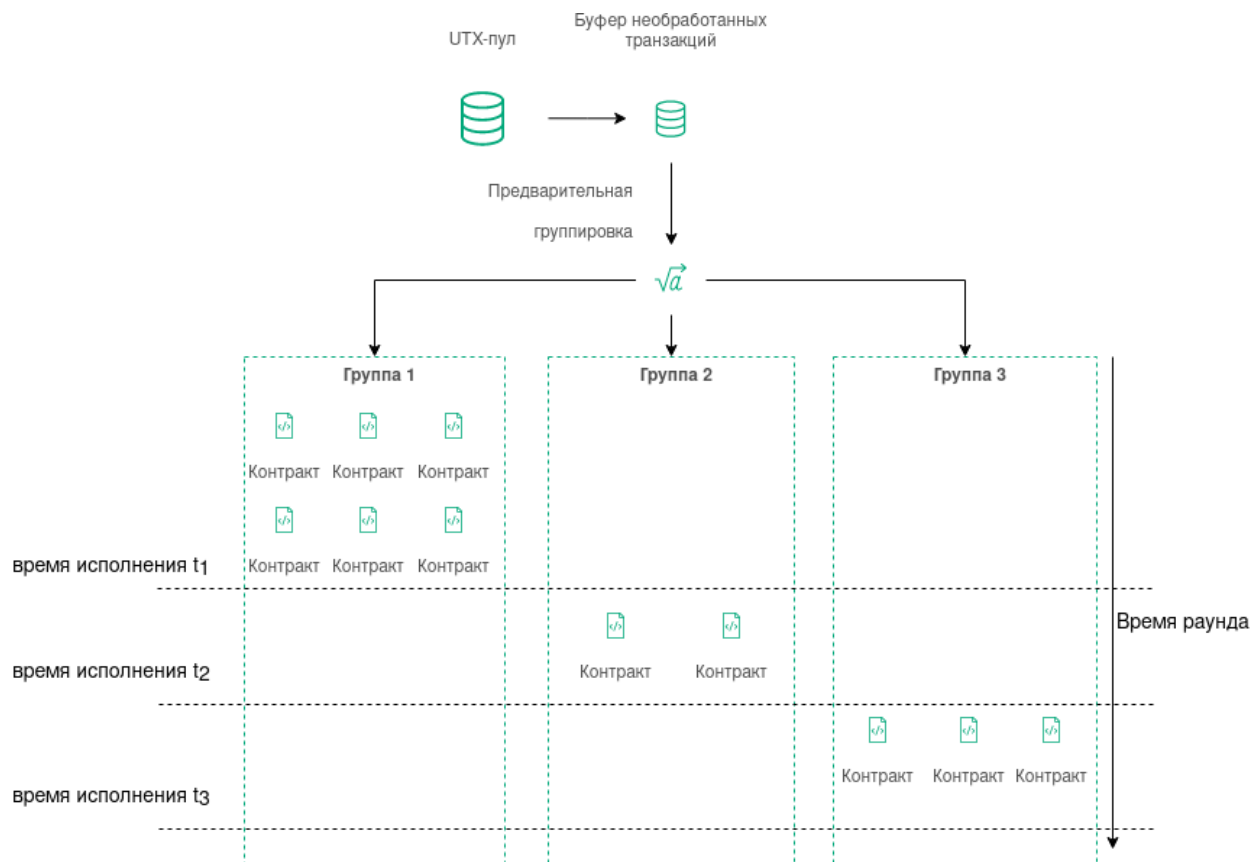 UTX-пул
Буфер необработанных
транзакций
Предварительная
группировка
√a
Группа 1
Группа 2
Группа 3
Контракт Контракт Контракт
Контракт Контракт Контракт
время исполнения t1
Время раунда
Контракт Контракт
время исполнения t2
Контракт Контракт Контракт
время исполнения t3